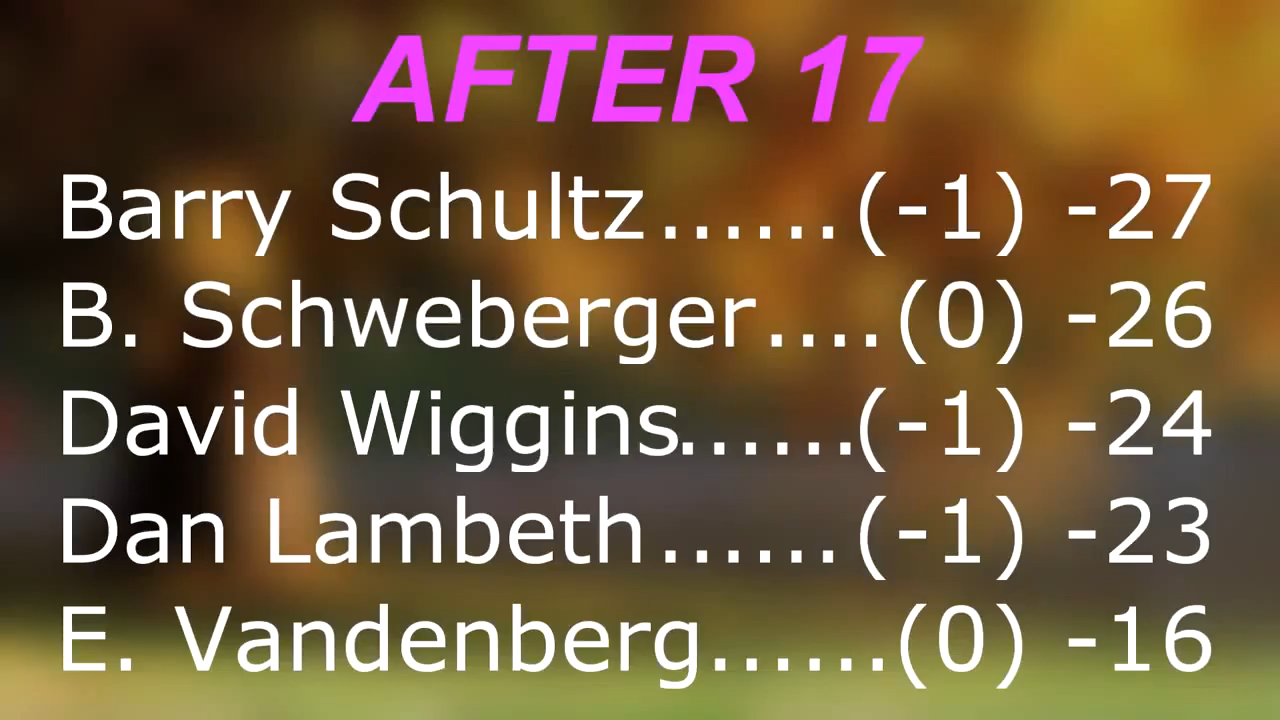 AFTER 17
Barry Schultz......(-1) -27
B. Schweberger....(0) -26
David Wiggins......(-1) -24
Dan Lambeth......(-1) -23
E. Vandenberg......(0) -16